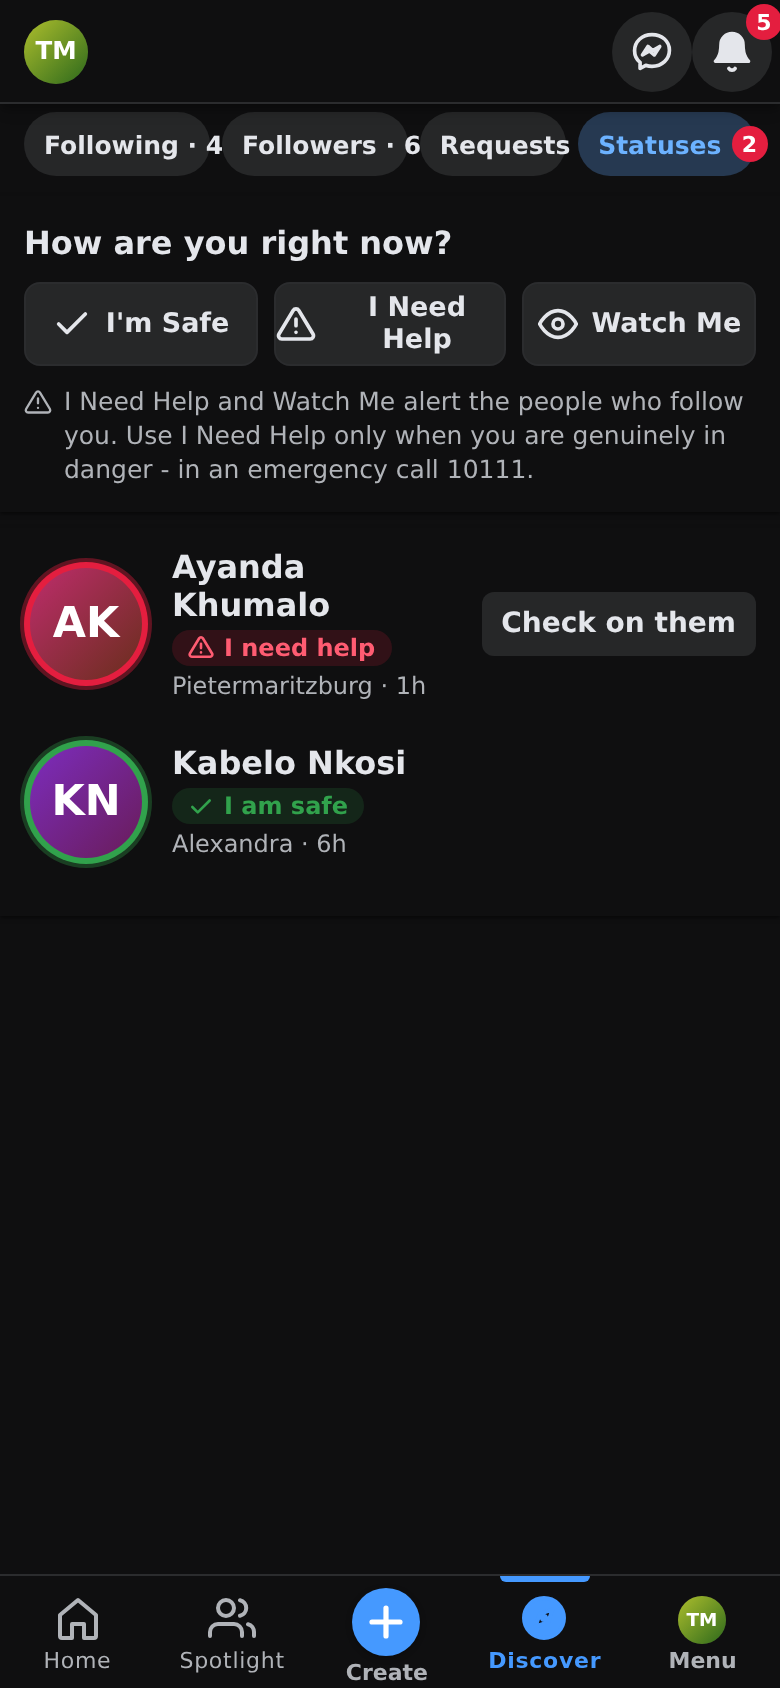 TM
5
Following · 4
Followers · 6
Requests
Statuses
2
How are you right now?
I'm Safe
I Need
Help
Watch Me
I Need Help and Watch Me alert the people who follow
you. Use I Need Help only when you are genuinely in
danger - in an emergency call 10111.
AK
Ayanda
Khumalo
I need help
Pietermaritzburg · 1h
Check on them
KN
Kabelo Nkosi
I am safe
Alexandra · 6h
Home
Spotlight
Create
Discover
TM
Menu